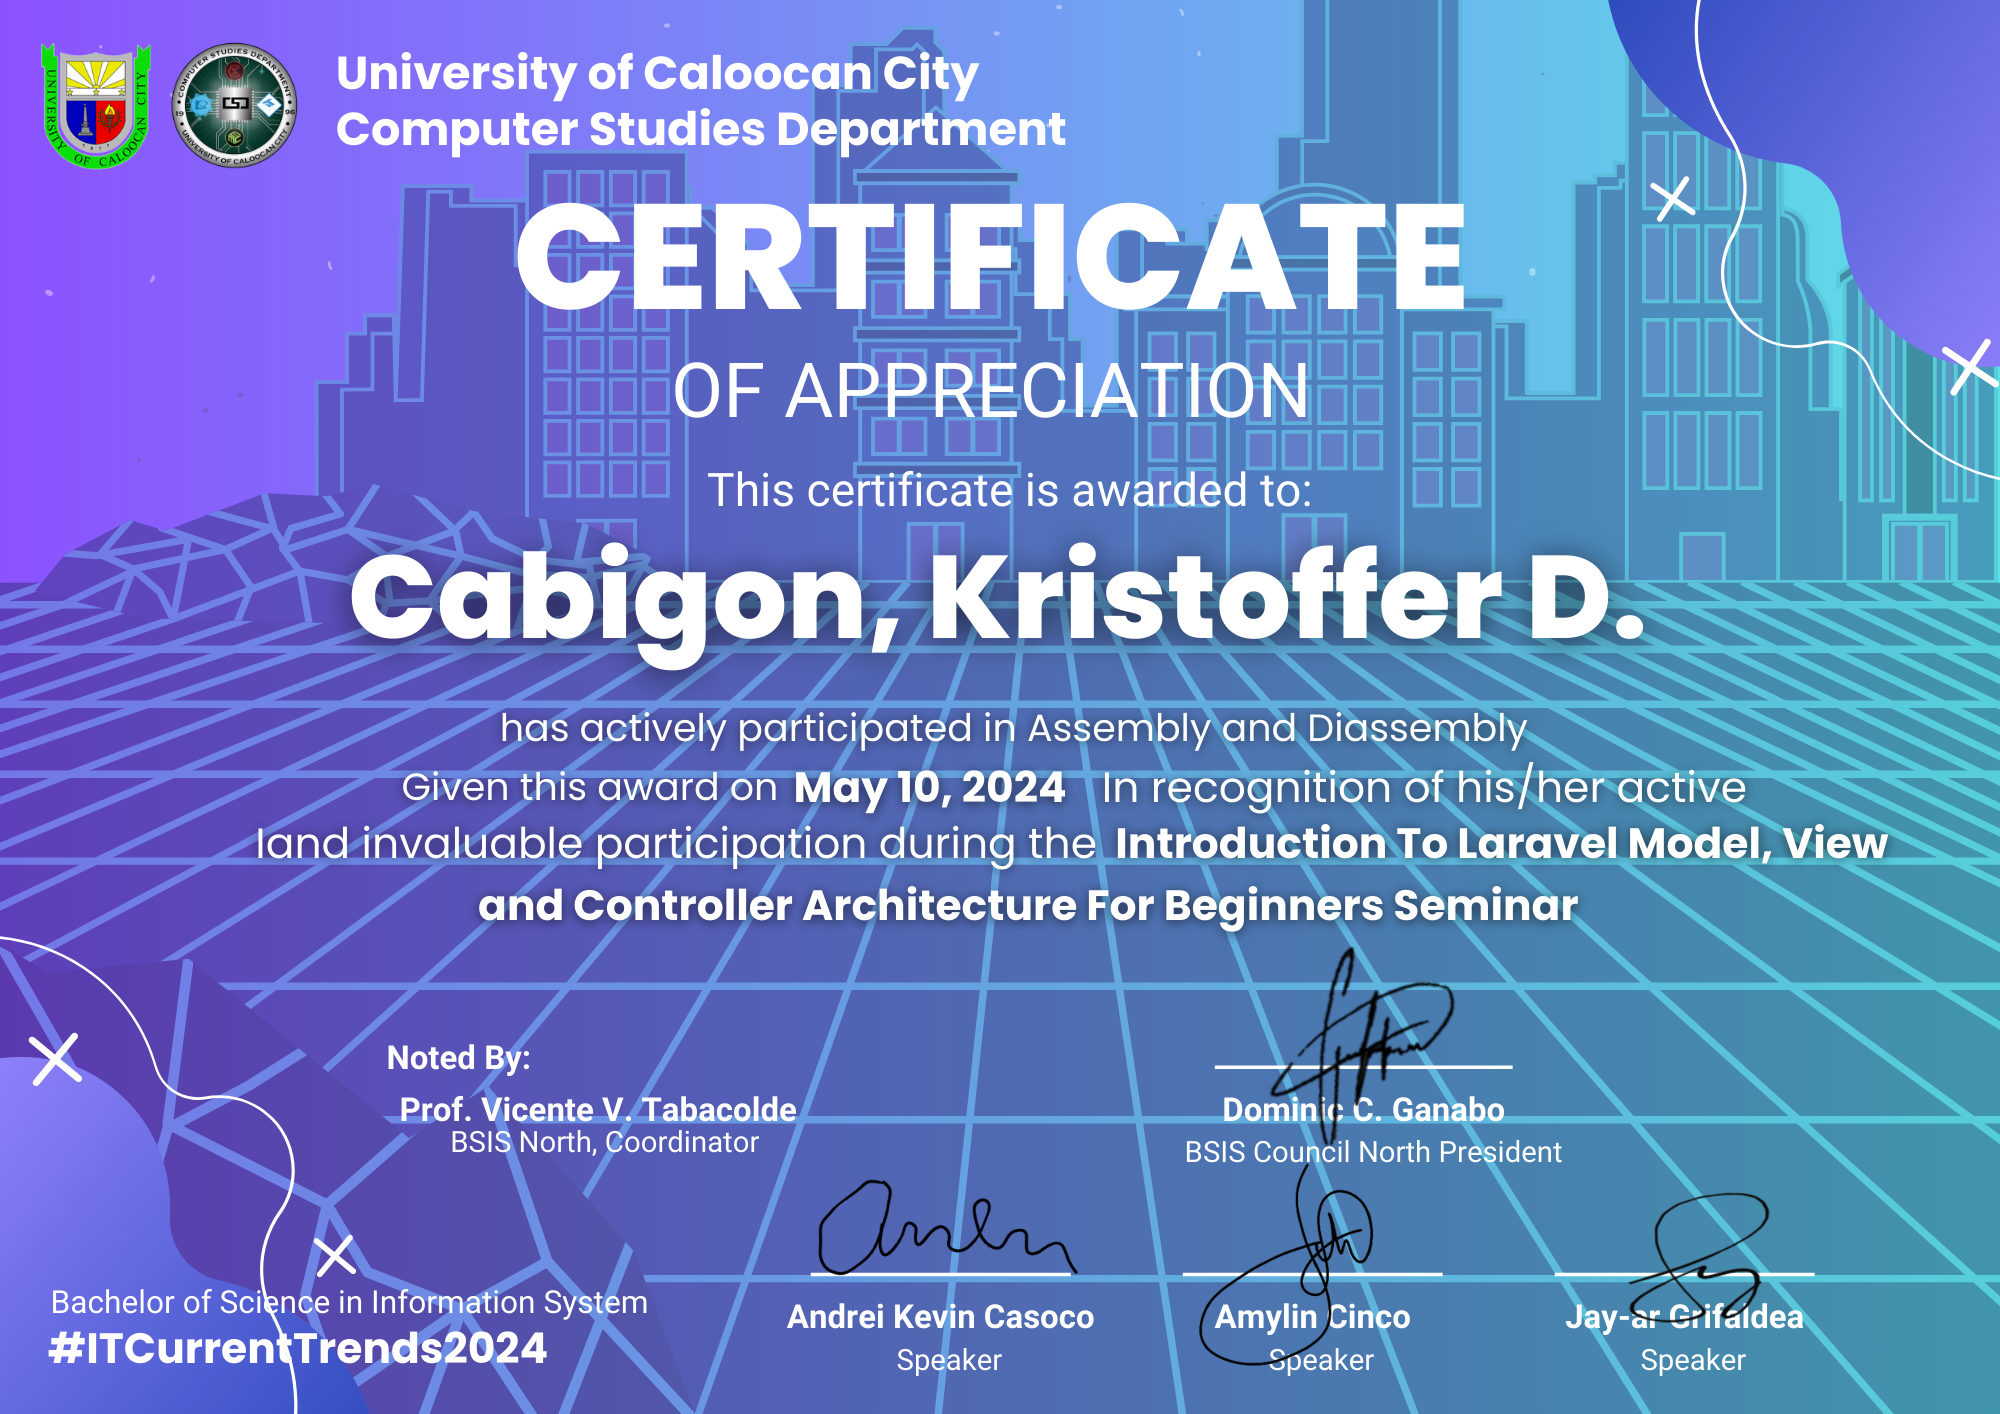 UNIVERSITY OF CALOOCAN CITY
1971
COMPUTER STUDIES DEPARTMENT
19 96
CSD
UNIVERSITY OF CALOOCAN CITY
University of Caloocan City
Computer Studies Department
CERTIFICATE
OF APPRECIATION
This certificate is awarded to:
Cabigon, Kristoffer D.
has actively participated in Assembly and Diassembly
Given this award on May 10, 2024 In recognition of his/her active
land invaluable participation during the Introduction To Laravel Model, View
and Controller Architecture For Beginners Seminar
Noted By:
Prof. Vicente V. Tabacolde
BSIS North, Coordinator
Dominic C. Ganabo
BSIS Council North President
Andrei Kevin Casoco
Speaker
Amylin Cinco
Speaker
Jay-ar Grifaldea
Speaker
Bachelor of Science in Information System
#ITCurrentTrends2024